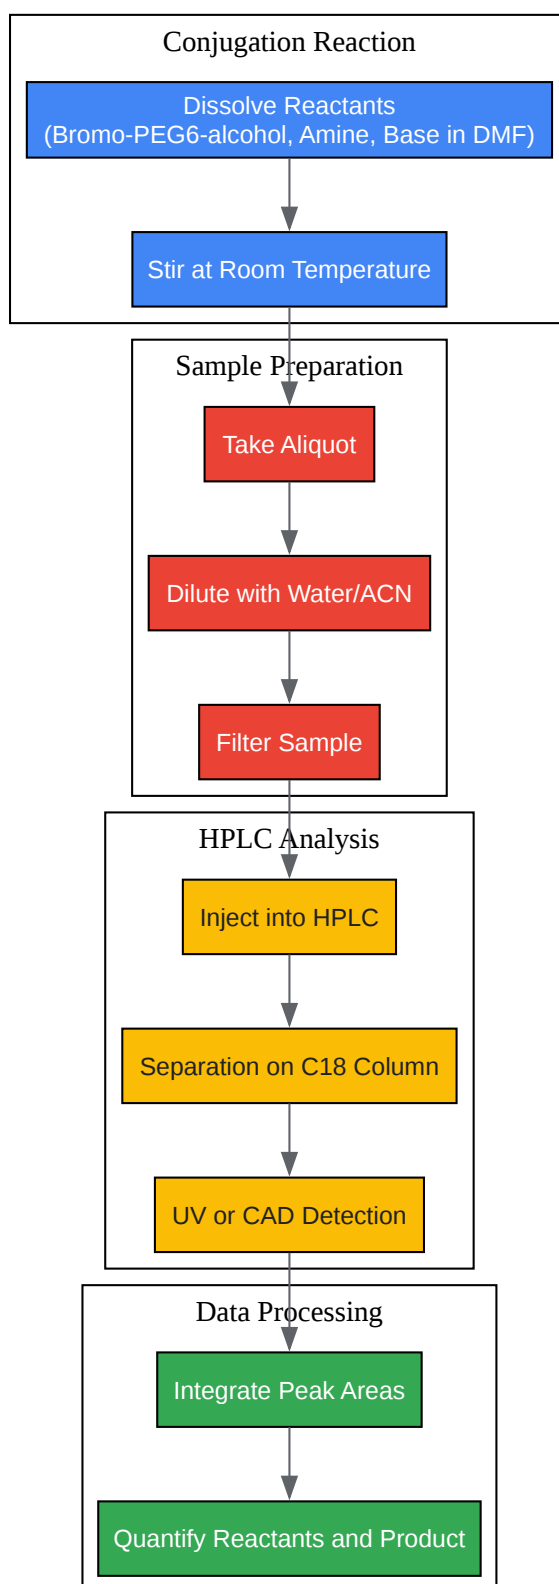 Conjugation Reaction
Dissolve Reactants
(Bromo-PEG6-alcohol, Amine, Base in DMF)
Stir at Room Temperature
Sample Preparation
Take Aliquot
Dilute with Water/ACN
Filter Sample
HPLC Analysis
Inject into HPLC
Separation on C18 Column
UV or CAD Detection
Data Processing
Integrate Peak Areas
Quantify Reactants and Product